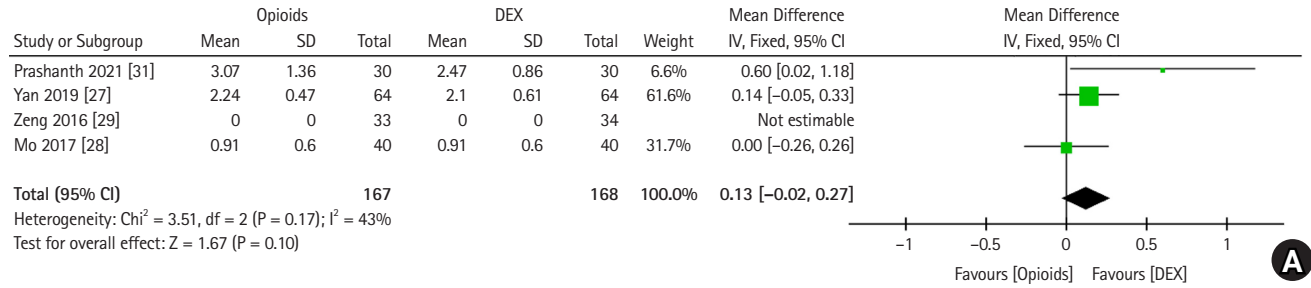 Opioids DEX Mean Difference Mean Difference
Study or Subgroup Mean SD Total Mean SD Total Weight IV, Fixed, 95% CI IV, Fixed, 95% CI
Prashanth 2021 [31] 3.07 1.36 30 2.47 0.86 30 6.6% 0.60 [0.02, 1.18]
Yan 2019 [27] 2.24 0.47 64 2.1 0.61 64 61.6% 0.14 [−0.05, 0.33]
Zeng 2016 [29] 0 0 33 0 0 34 Not estimable
Mo 2017 [28] 0.91 0.6 40 0.91 0.6 40 31.7% 0.00 [−0.26, 0.26]
Total (95% CI) 167 168 100.0% 0.13 [−0.02, 0.27]
Heterogeneity: Chi² = 3.51, df = 2 (P = 0.17); I² = 43%
Test for overall effect: Z = 1.67 (P = 0.10)
−1 −0.5 0 0.5 1
Favours [Opioids] Favours [DEX]
A